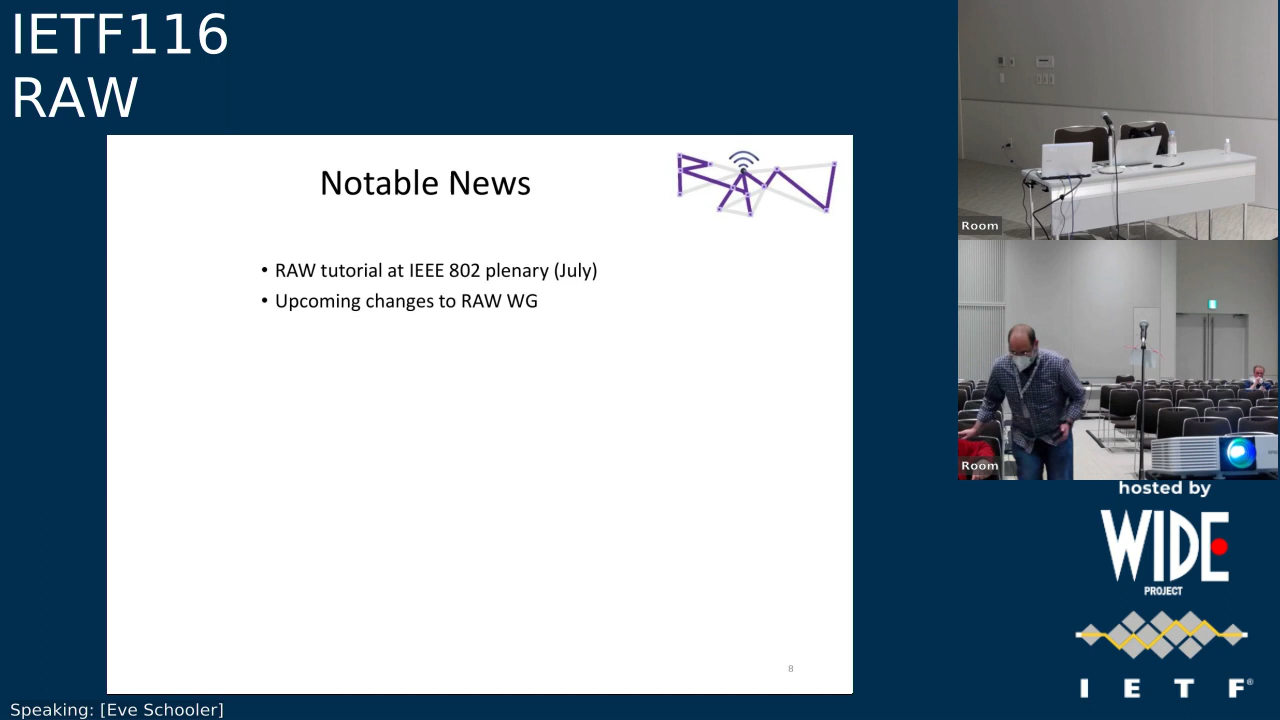 IETF116
RAW
Notable News
RAW
• RAW tutorial at IEEE 802 plenary (July)
• Upcoming changes to RAW WG
8
Room
Room
hosted by
WIDE
PROJECT
I E T F®
Speaking: [Eve Schooler]